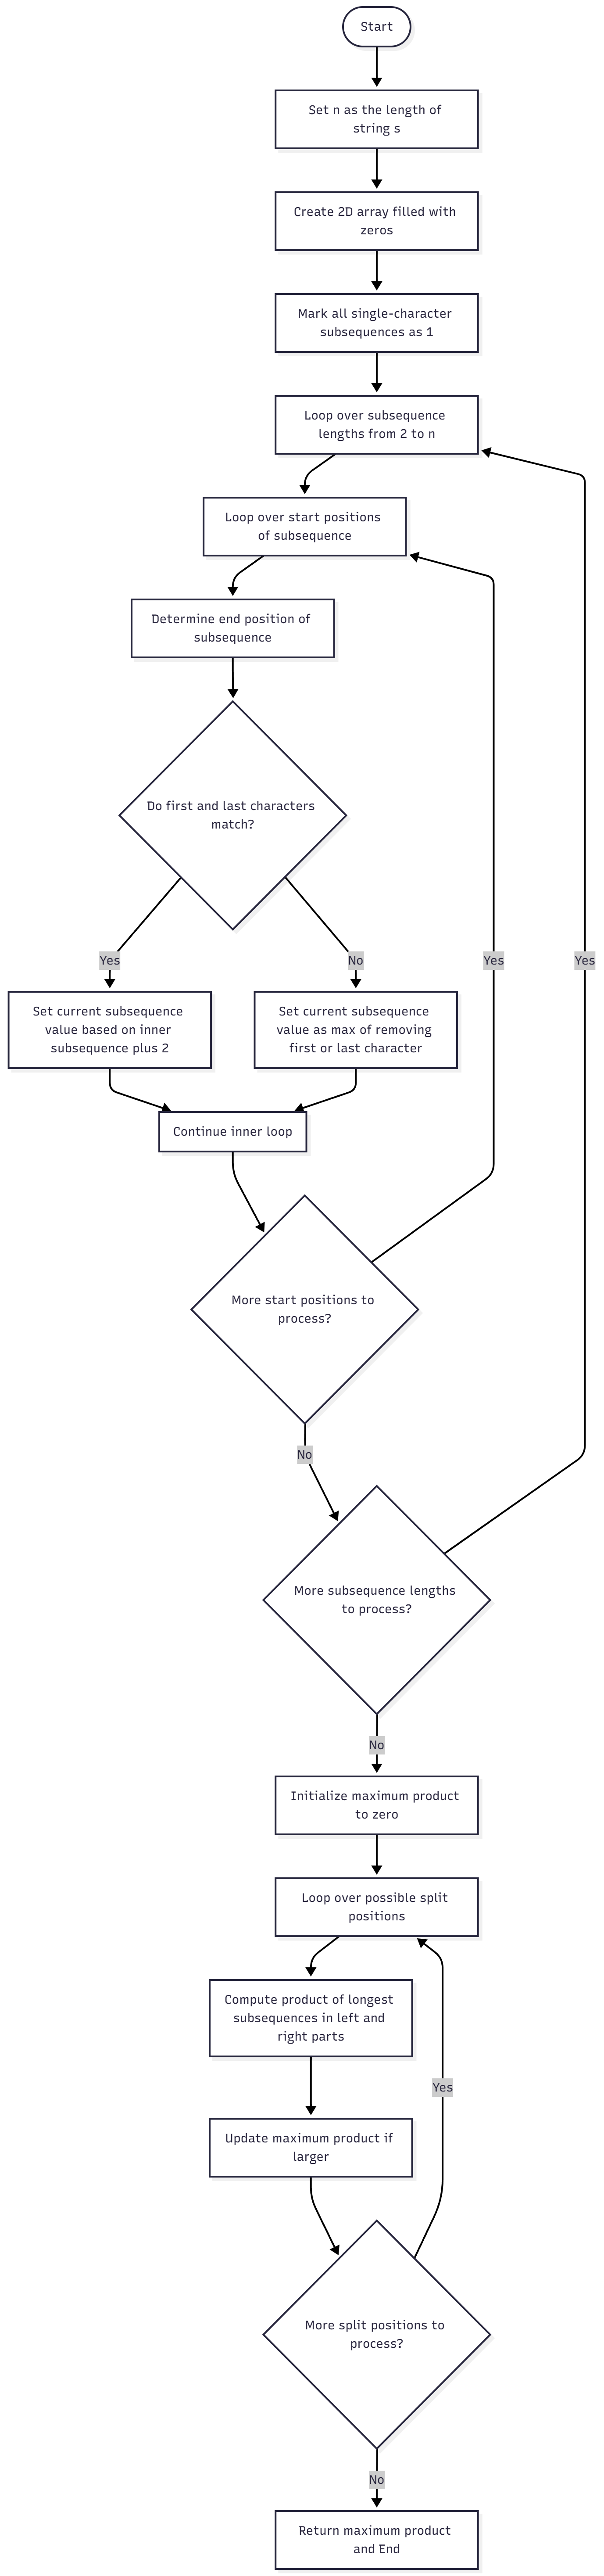 Start
Set n as the length of
string s
Create 2D array filled with
zeros
Mark all single-character
subsequences as 1
Loop over subsequence
lengths from 2 to n
Loop over start positions
of subsequence
Determine end position of
subsequence
Do first and last characters
match?
Yes
No
Yes
Yes
Set current subsequence
value based on inner
subsequence plus 2
Set current subsequence
value as max of removing
first or last character
Continue inner loop
More start positions to
process?
No
More subsequence lengths
to process?
No
Initialize maximum product
to zero
Loop over possible split
positions
Compute product of longest
subsequences in left and
right parts
Yes
Update maximum product if
larger
More split positions to
process?
No
Return maximum product
and End